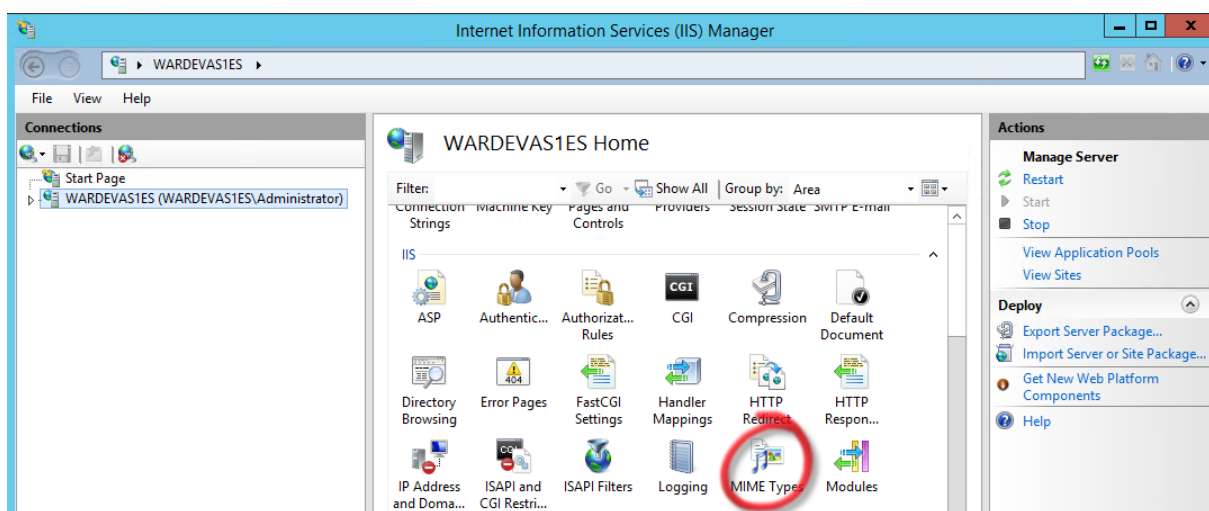 Internet Information Services (IIS) Manager
WARDEVAS1ES
File View Help
Connections
Start Page
WARDEVAS1ES (WARDEVAS1ES\Administrator)
WARDEVAS1ES Home
Filter: Go Show All Group by: Area
Connection Strings
Machine Key
Pages and Controls
Providers
Session State
SMTP E-mail
IIS
ASP
Authentic...
Authorizat... Rules
CGI
CGI
Compression
Default Document
Directory Browsing
404
Error Pages
FastCGI Settings
Handler Mappings
HTTP Redirect
HTTP Respon...
IP Address and Doma...
ISAPI and CGI Restri...
ISAPI Filters
Logging
MIME Types
Modules
Actions
Manage Server
Restart
Start
Stop
View Application Pools
View Sites
Deploy
Export Server Package...
Import Server or Site Package...
Get New Web Platform
Components
Help